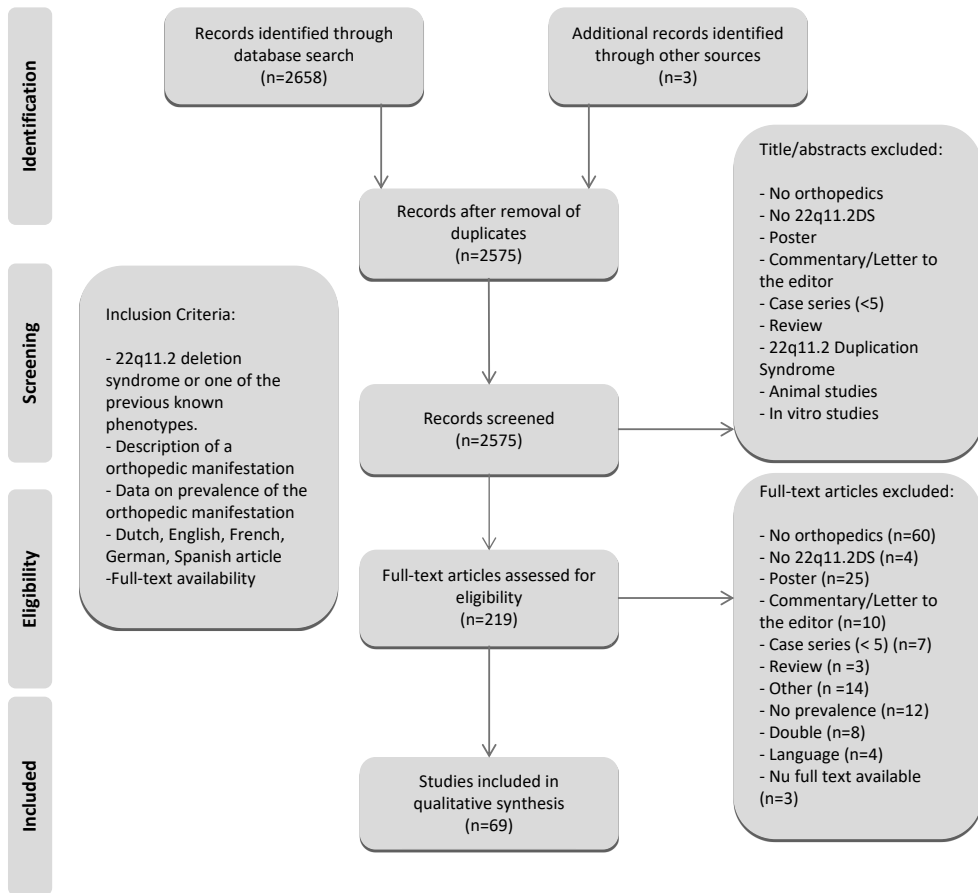 Identification
Screening
Eligibility
Included
Records identified through
database search
(n=2658)
Additional records identified
through other sources
(n=3)
Records after removal of
duplicates
(n=2575)
Title/abstracts excluded:
- No orthopedics
- No 22q11.2DS
- Poster
- Commentary/Letter to
the editor
- Case series (<5)
- Review
- 22q11.2 Duplication
Syndrome
- Animal studies
- In vitro studies
Inclusion Criteria:
- 22q11.2 deletion
syndrome or one of the
previous known
phenotypes.
- Description of a
orthopedic manifestation
- Data on prevalence of the
orthopedic manifestation
- Dutch, English, French,
German, Spanish article
-Full-text availability
Records screened
(n=2575)
Full-text articles assessed for
eligibility
(n=219)
Full-text articles excluded:
- No orthopedics (n=60)
- No 22q11.2DS (n=4)
- Poster (n=25)
- Commentary/Letter to
the editor (n=10)
- Case series (< 5) (n=7)
- Review (n =3)
- Other (n =14)
- No prevalence (n=12)
- Double (n=8)
- Language (n=4)
- Nu full text available
(n=3)
Studies included in
qualitative synthesis
(n=69)